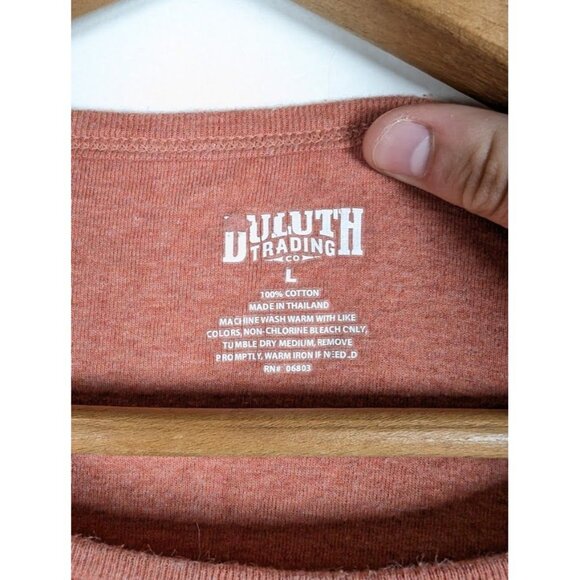 DULUTH
TRADING
CO
L
100% COTTON
MADE IN THAILAND
MACHINE WASH WARM WITH LIKE
COLORS, NON-CHLORINE BLEACH ONLY,
TUMBLE DRY MEDIUM, REMOVE
PROMPTLY, WARM IRON IF NEEDED
RN# 06803